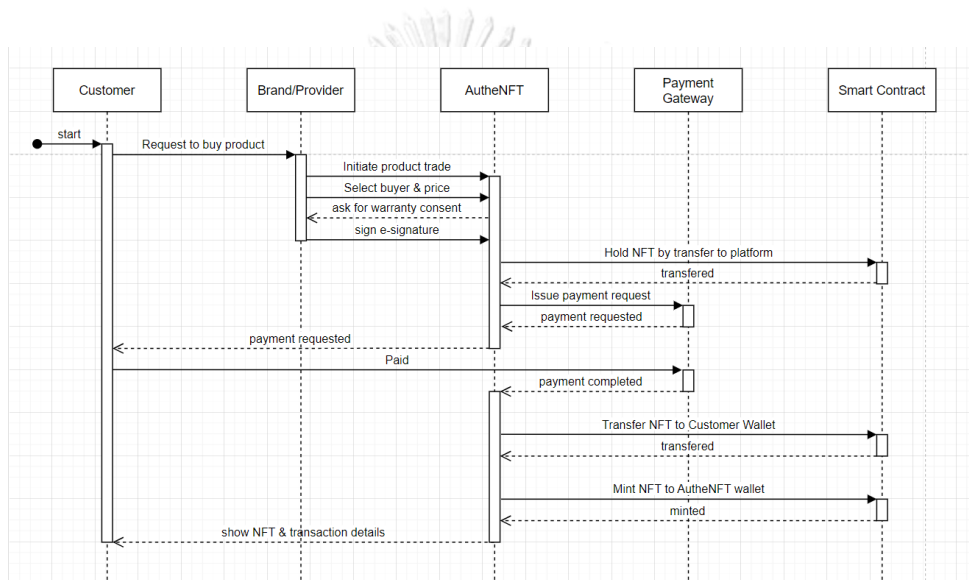 Customer
Brand/Provider
AutheNFT
Payment
Gateway
Smart Contract
start
Request to buy product
Initiate product trade
Select buyer & price
ask for warranty consent
sign e-signature
Hold NFT by transfer to platform
transfered
Issue payment request
payment requested
payment requested
Paid
payment completed
Transfer NFT to Customer Wallet
transfered
Mint NFT to AutheNFT wallet
minted
show NFT & transaction details